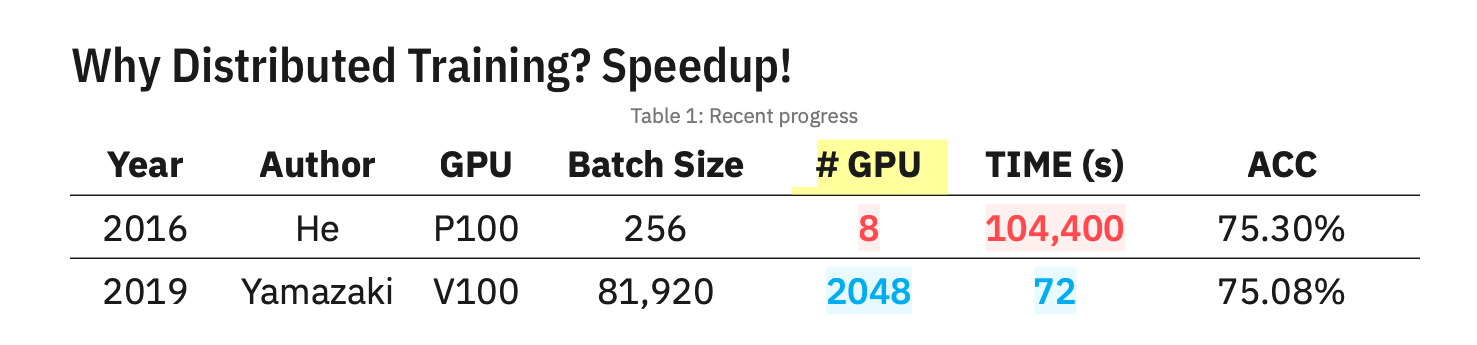 Why Distributed Training? Speedup!
Table 1: Recent progress
Year Author GPU Batch Size # GPU TIME (s) ACC
2016 He P100 256 8 104,400 75.30%
2019 Yamazaki V100 81,920 2048 72 75.08%